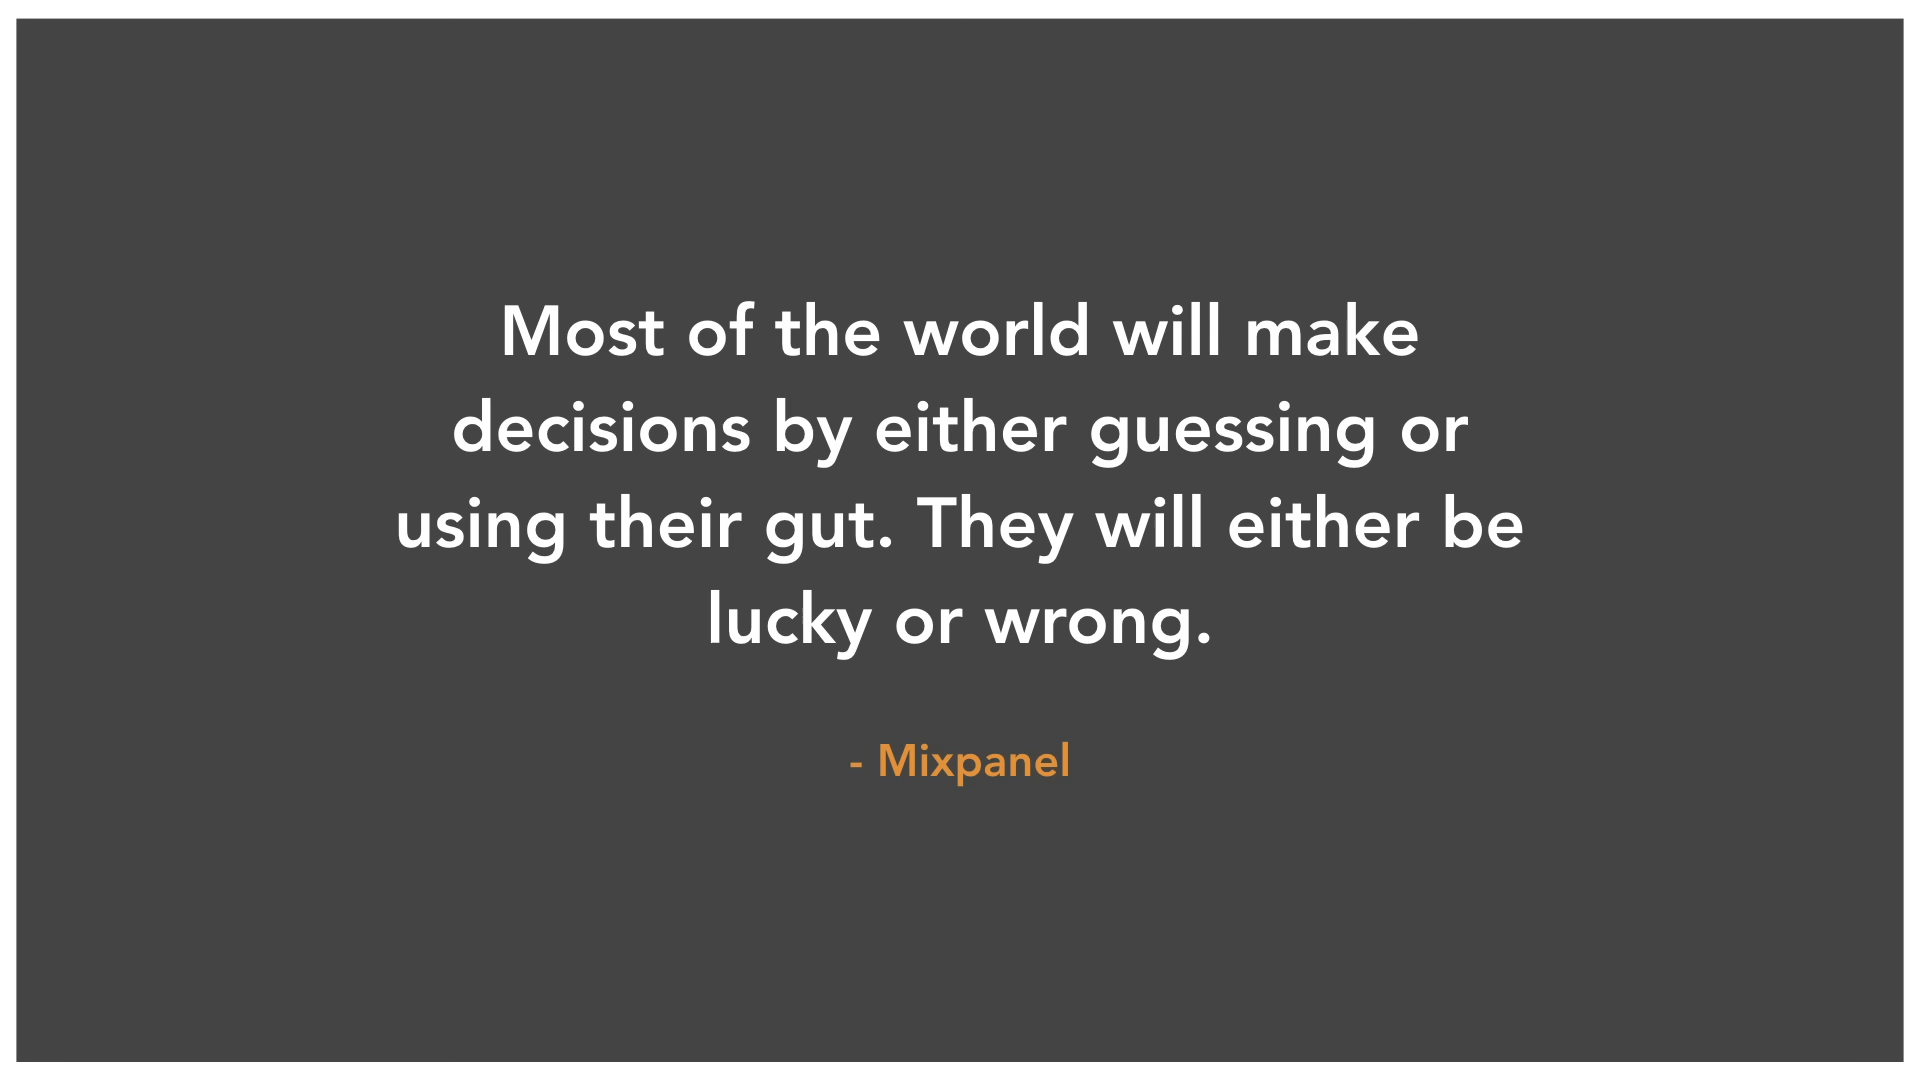 Most of the world will make
decisions by either guessing or
using their gut. They will either be
lucky or wrong.
- Mixpanel